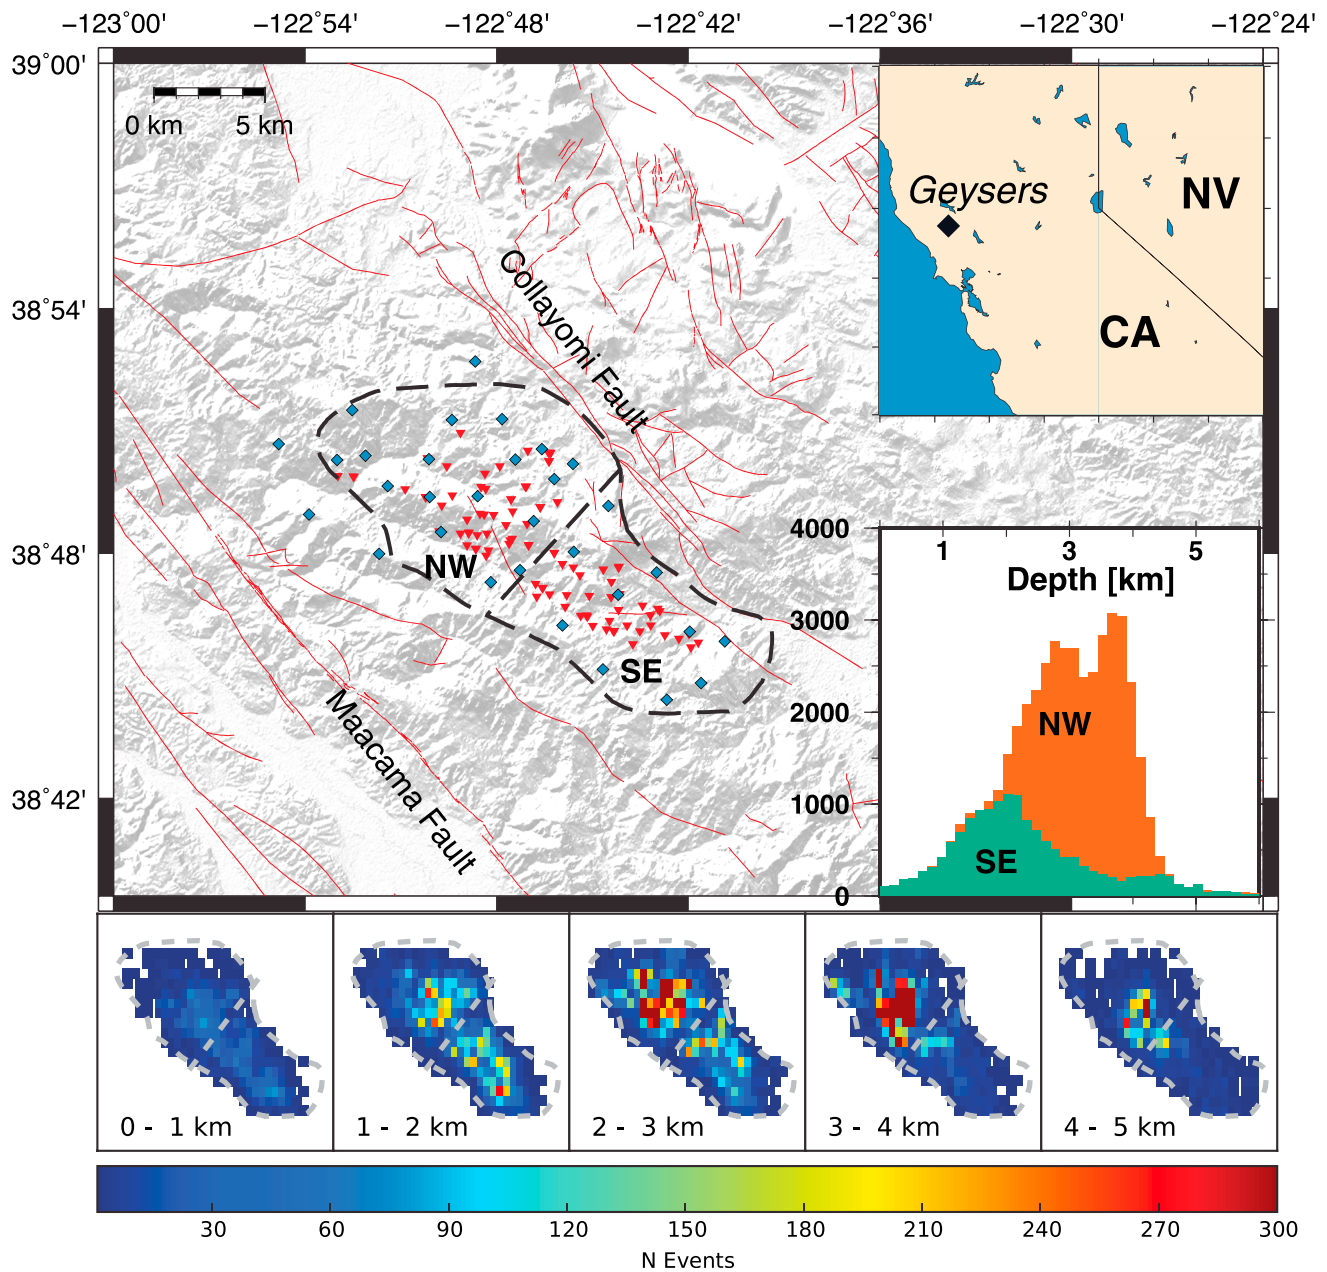 −123˚00' −122˚54' −122˚48' −122˚42' −122˚36' −122˚30' −122˚24'
39˚00'
0 km 5 km
Geysers
NV
CA
Collayomi Fault
38˚54'
38˚48'
NW
SE
Maacama Fault
38˚42'
4000
3000
2000
1000
0
1 3 5
Depth [km]
NW
SE
0 - 1 km
1 - 2 km
2 - 3 km
3 - 4 km
4 - 5 km
30 60 90 120 150 180 210 240 270 300
N Events